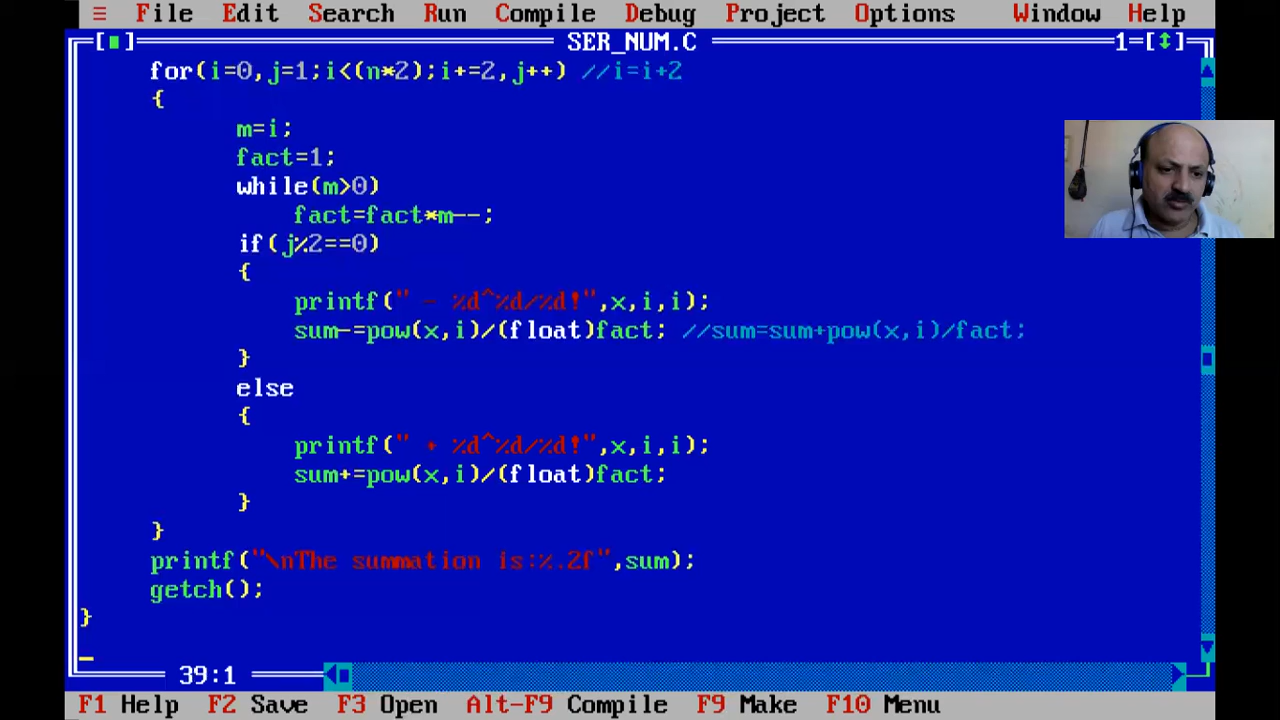 ≡ File Edit Search Run Compile Debug Project Options Window Help
[■] SER_NUM.C 1=[↕]
for(i=0,j=1;i<(n*2);i+=2,j++) //i=i+2
{
m=i;
fact=1;
while(m>0)
fact=fact*m--;
if(j%2==0)
{
printf(" - %d^%d/%d!",x,i,i);
sum-=pow(x,i)/(float)fact; //sum=sum+pow(x,i)/fact;
}
else
{
printf(" + %d^%d/%d!",x,i,i);
sum+=pow(x,i)/(float)fact;
}
}
printf("\nThe summation is:%.2f",sum);
getch();
}
39:1
F1 Help F2 Save F3 Open Alt-F9 Compile F9 Make F10 Menu